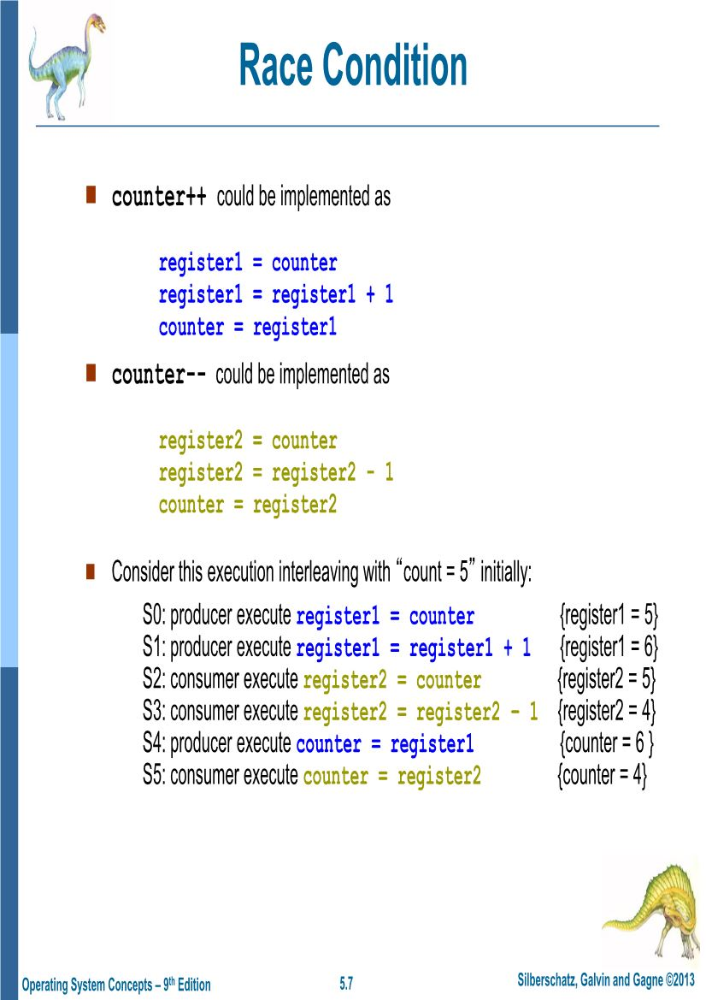 Race Condition
counter++ could be implemented as
register1 = counter
register1 = register1 + 1
counter = register1
counter-- could be implemented as
register2 = counter
register2 = register2 - 1
counter = register2
Consider this execution interleaving with “count = 5” initially:
S0: producer execute register1 = counter {register1 = 5}
S1: producer execute register1 = register1 + 1 {register1 = 6}
S2: consumer execute register2 = counter {register2 = 5}
S3: consumer execute register2 = register2 – 1 {register2 = 4}
S4: producer execute counter = register1 {counter = 6 }
S5: consumer execute counter = register2 {counter = 4}
Operating System Concepts – 9th Edition 5.7 Silberschatz, Galvin and Gagne ©2013